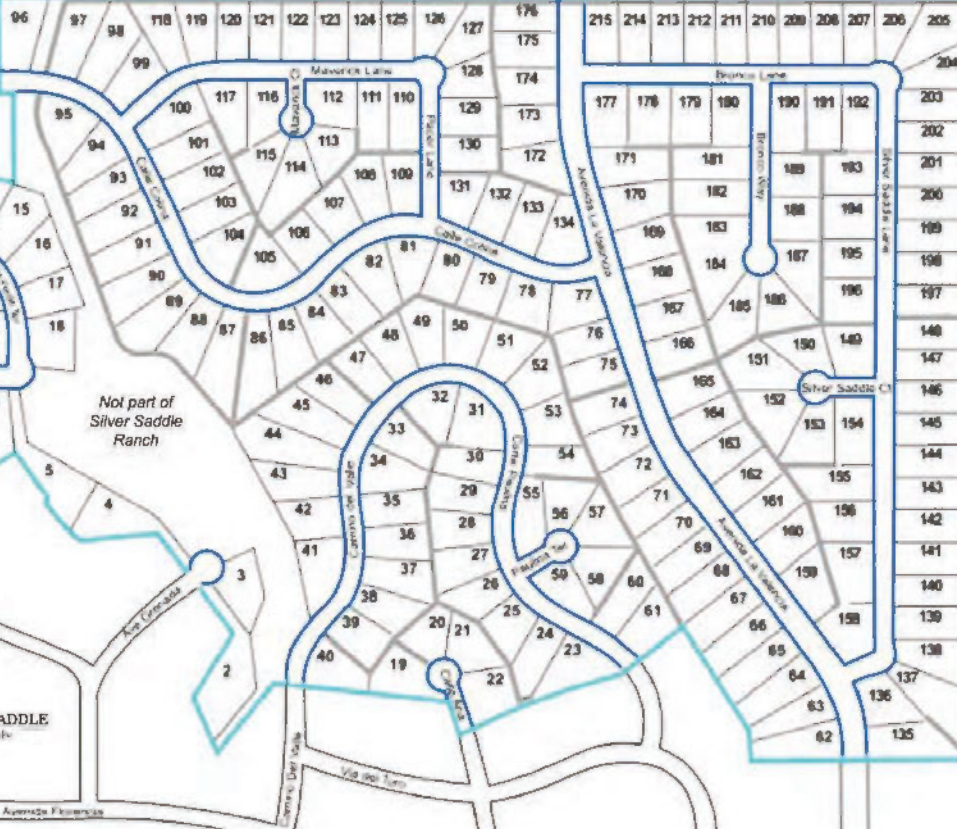 96 97 98 118 119 120 121 122 123 124 125 126 127 176 215 214 213 212 211 210 209 208 207 206 205
175
99 128 174 204
Maverick Lane
Bronco Lane
95 100 117 116 112 111 110 129 173 177 178 179 180 190 191 192 203
94 101 113 130 202
115 172 171 181
93 102 114 108 109 189 193 201
92 103 107 131 132 133 134 170 182 200
15 104 106 188 194 199
Bronco Way
Silver Saddle Lane
Avenida La Valencia
91 105 81 169 183
16 82 80 168 184 187 195 198
17 90 89 83 79 78 77 167 185 186 196 197
18 88 87 86 85 84 48 49 50 51 76 166 150 149 148
47 52 75 165 151 147
46 32 31 74 164 152 146
Silver Saddle Ct
Not part of
Silver Saddle
Ranch
45 33 53 73 163 153 154 145
44 34 30 54 72 162 155 144
5 43 35 29 55 71 161 143
4 42 36 28 56 57 70 160 156 142
Camino del Valle
Avenida La Valencia
41 37 27 69 159 157 141
3 38 26 59 58 60 68 140
39 25 61 67 158 139
40 20 21 24 23 66 138
2 19 22 65 137
64 136
63 135
62
ADDLE
Camino Del Valle